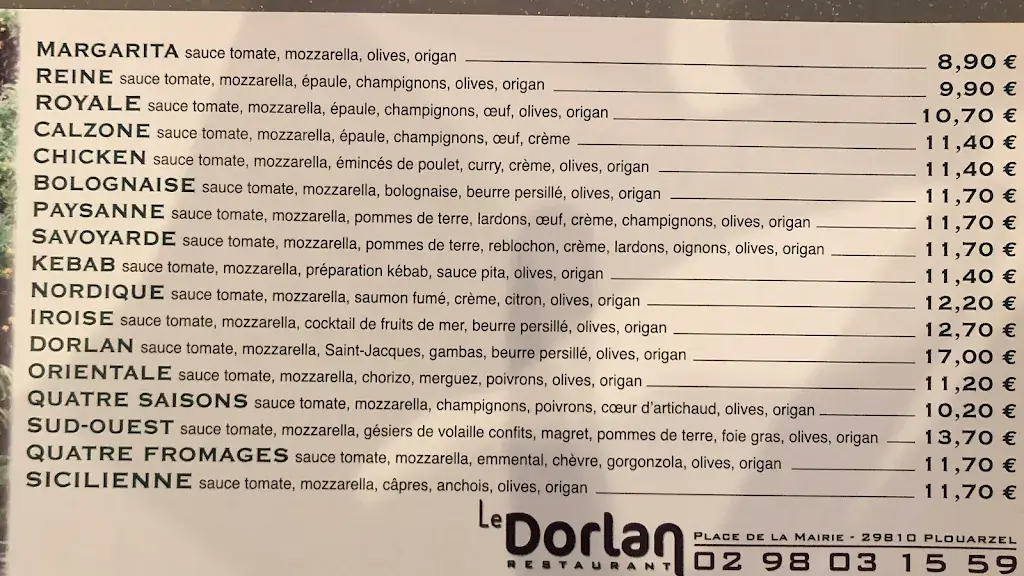 MARGARITA sauce tomate, mozzarella, olives, origan 8,90 €
REINE sauce tomate, mozzarella, épaule, champignons, olives, origan 9,90 €
ROYALE sauce tomate, mozzarella, épaule, champignons, œuf, olives, origan 10,70 €
CALZONE sauce tomate, mozzarella, épaule, champignons, œuf, crème 11,40 €
CHICKEN sauce tomate, mozzarella, émincés de poulet, curry, crème, olives, origan 11,40 €
BOLOGNAISE sauce tomate, mozzarella, bolognaise, beurre persillé, olives, origan 11,70 €
PAYSANNE sauce tomate, mozzarella, pommes de terre, lardons, œuf, crème, champignons, olives, origan 11,70 €
SAVOYARDE sauce tomate, mozzarella, pommes de terre, reblochon, crème, lardons, oignons, olives, origan 11,70 €
KEBAB sauce tomate, mozzarella, préparation kébab, sauce pita, olives, origan 11,40 €
NORDIQUE sauce tomate, mozzarella, saumon fumé, crème, citron, olives, origan 12,20 €
IROISE sauce tomate, mozzarella, cocktail de fruits de mer, beurre persillé, olives, origan 12,70 €
DORLAN sauce tomate, mozzarella, Saint-Jacques, gambas, beurre persillé, olives, origan 17,00 €
ORIENTALE sauce tomate, mozzarella, chorizo, merguez, poivrons, olives, origan 11,20 €
QUATRE SAISONS sauce tomate, mozzarella, champignons, poivrons, cœur d'artichaud, olives, origan 10,20 €
SUD-OUEST sauce tomate, mozzarella, gésiers de volaille confits, magret, pommes de terre, foie gras, olives, origan 13,70 €
QUATRE FROMAGES sauce tomate, mozzarella, emmental, chèvre, gorgonzola, olives, origan 11,70 €
SICILIENNE sauce tomate, mozzarella, câpres, anchois, olives, origan 11,70 €
Le Dorlan
RESTAURANT
PLACE DE LA MAIRIE - 29810 PLOUARZEL
02 98 03 15 59